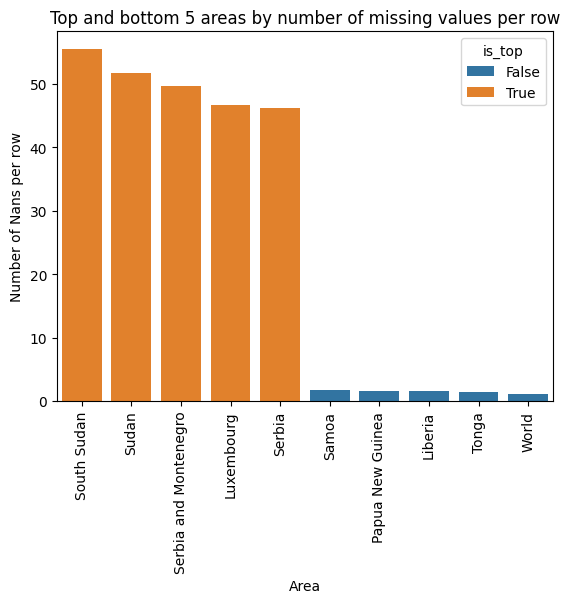 Top and bottom 5 areas by number of missing values per row
is_top
False
True
Number of Nans per row
50
40
30
20
10
0
South Sudan
Sudan
Serbia and Montenegro
Luxembourg
Serbia
Samoa
Papua New Guinea
Liberia
Tonga
World
Area